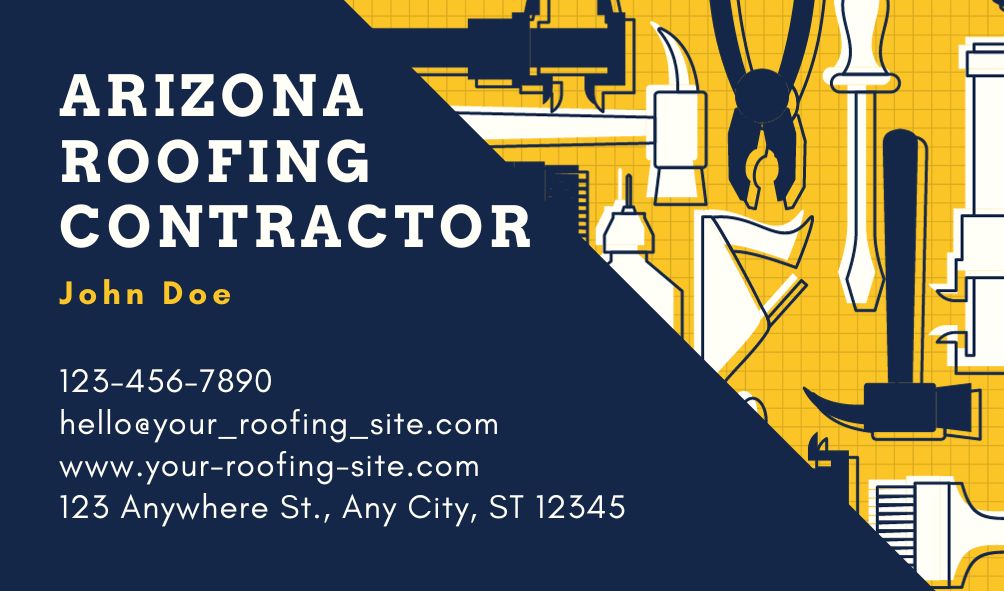 ARIZONA
ROOFING
CONTRACTOR
John Doe
123-456-7890
hello@your_roofing_site.com
www.your-roofing-site.com
123 Anywhere St., Any City, ST 12345